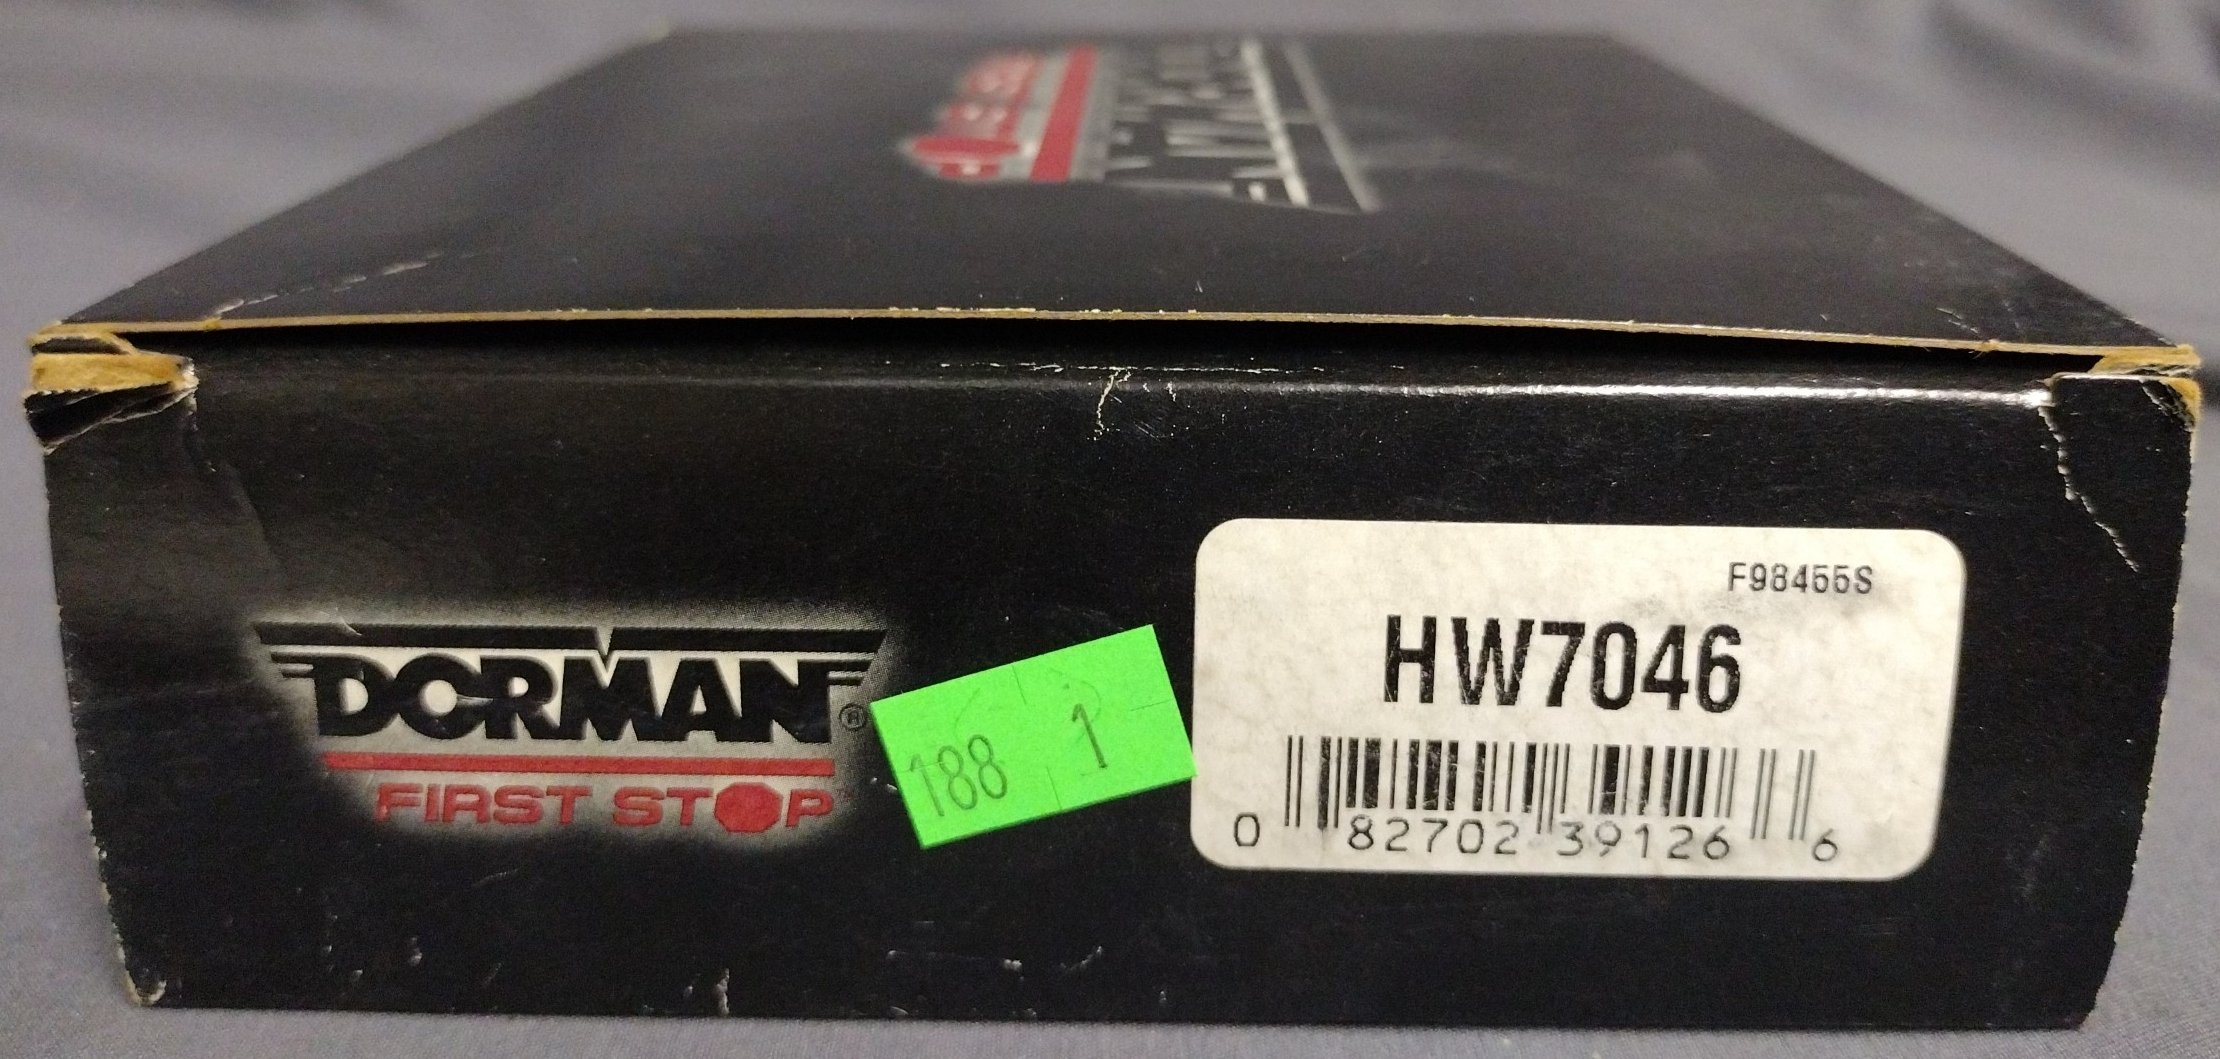 DORMAN®
FIRST STOP
188 1
F98455S
HW7046
0 82702 39126 6